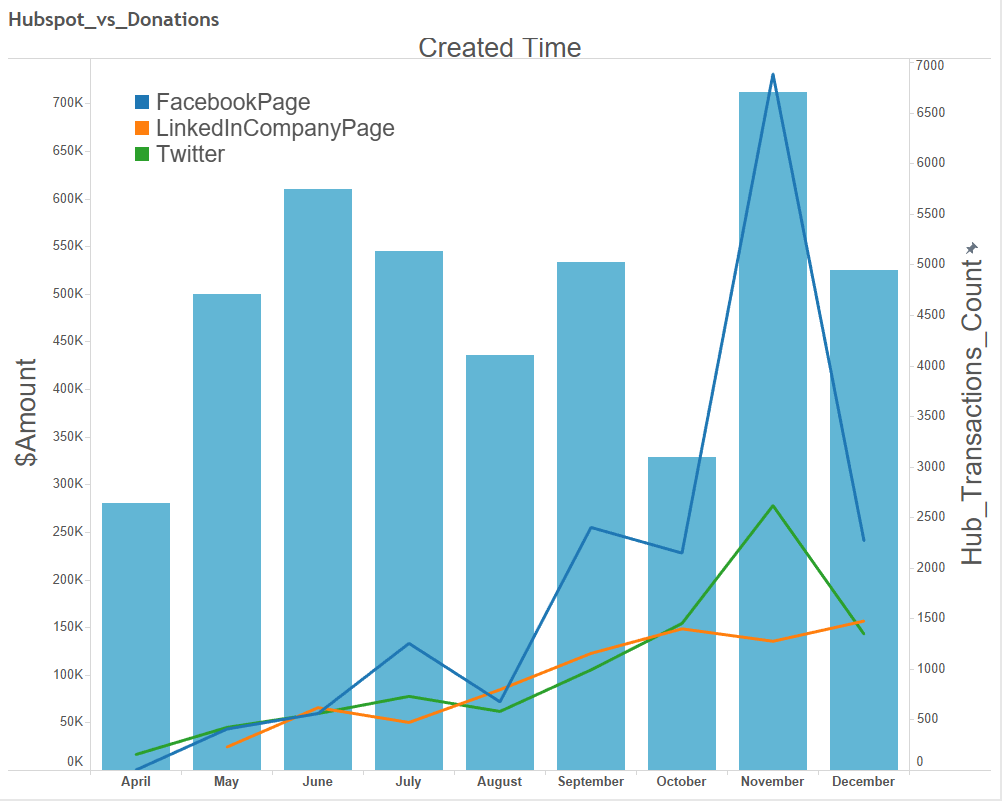 Hubspot_vs_Donations
Created Time
FacebookPage
LinkedInCompanyPage
Twitter
$Amount
700K
650K
600K
550K
500K
450K
400K
350K
300K
250K
200K
150K
100K
50K
0K
7000
6500
6000
5500
5000
4500
4000
3500
3000
2500
2000
1500
1000
500
0
Hub_Transactions_Count
April May June July August September October November December